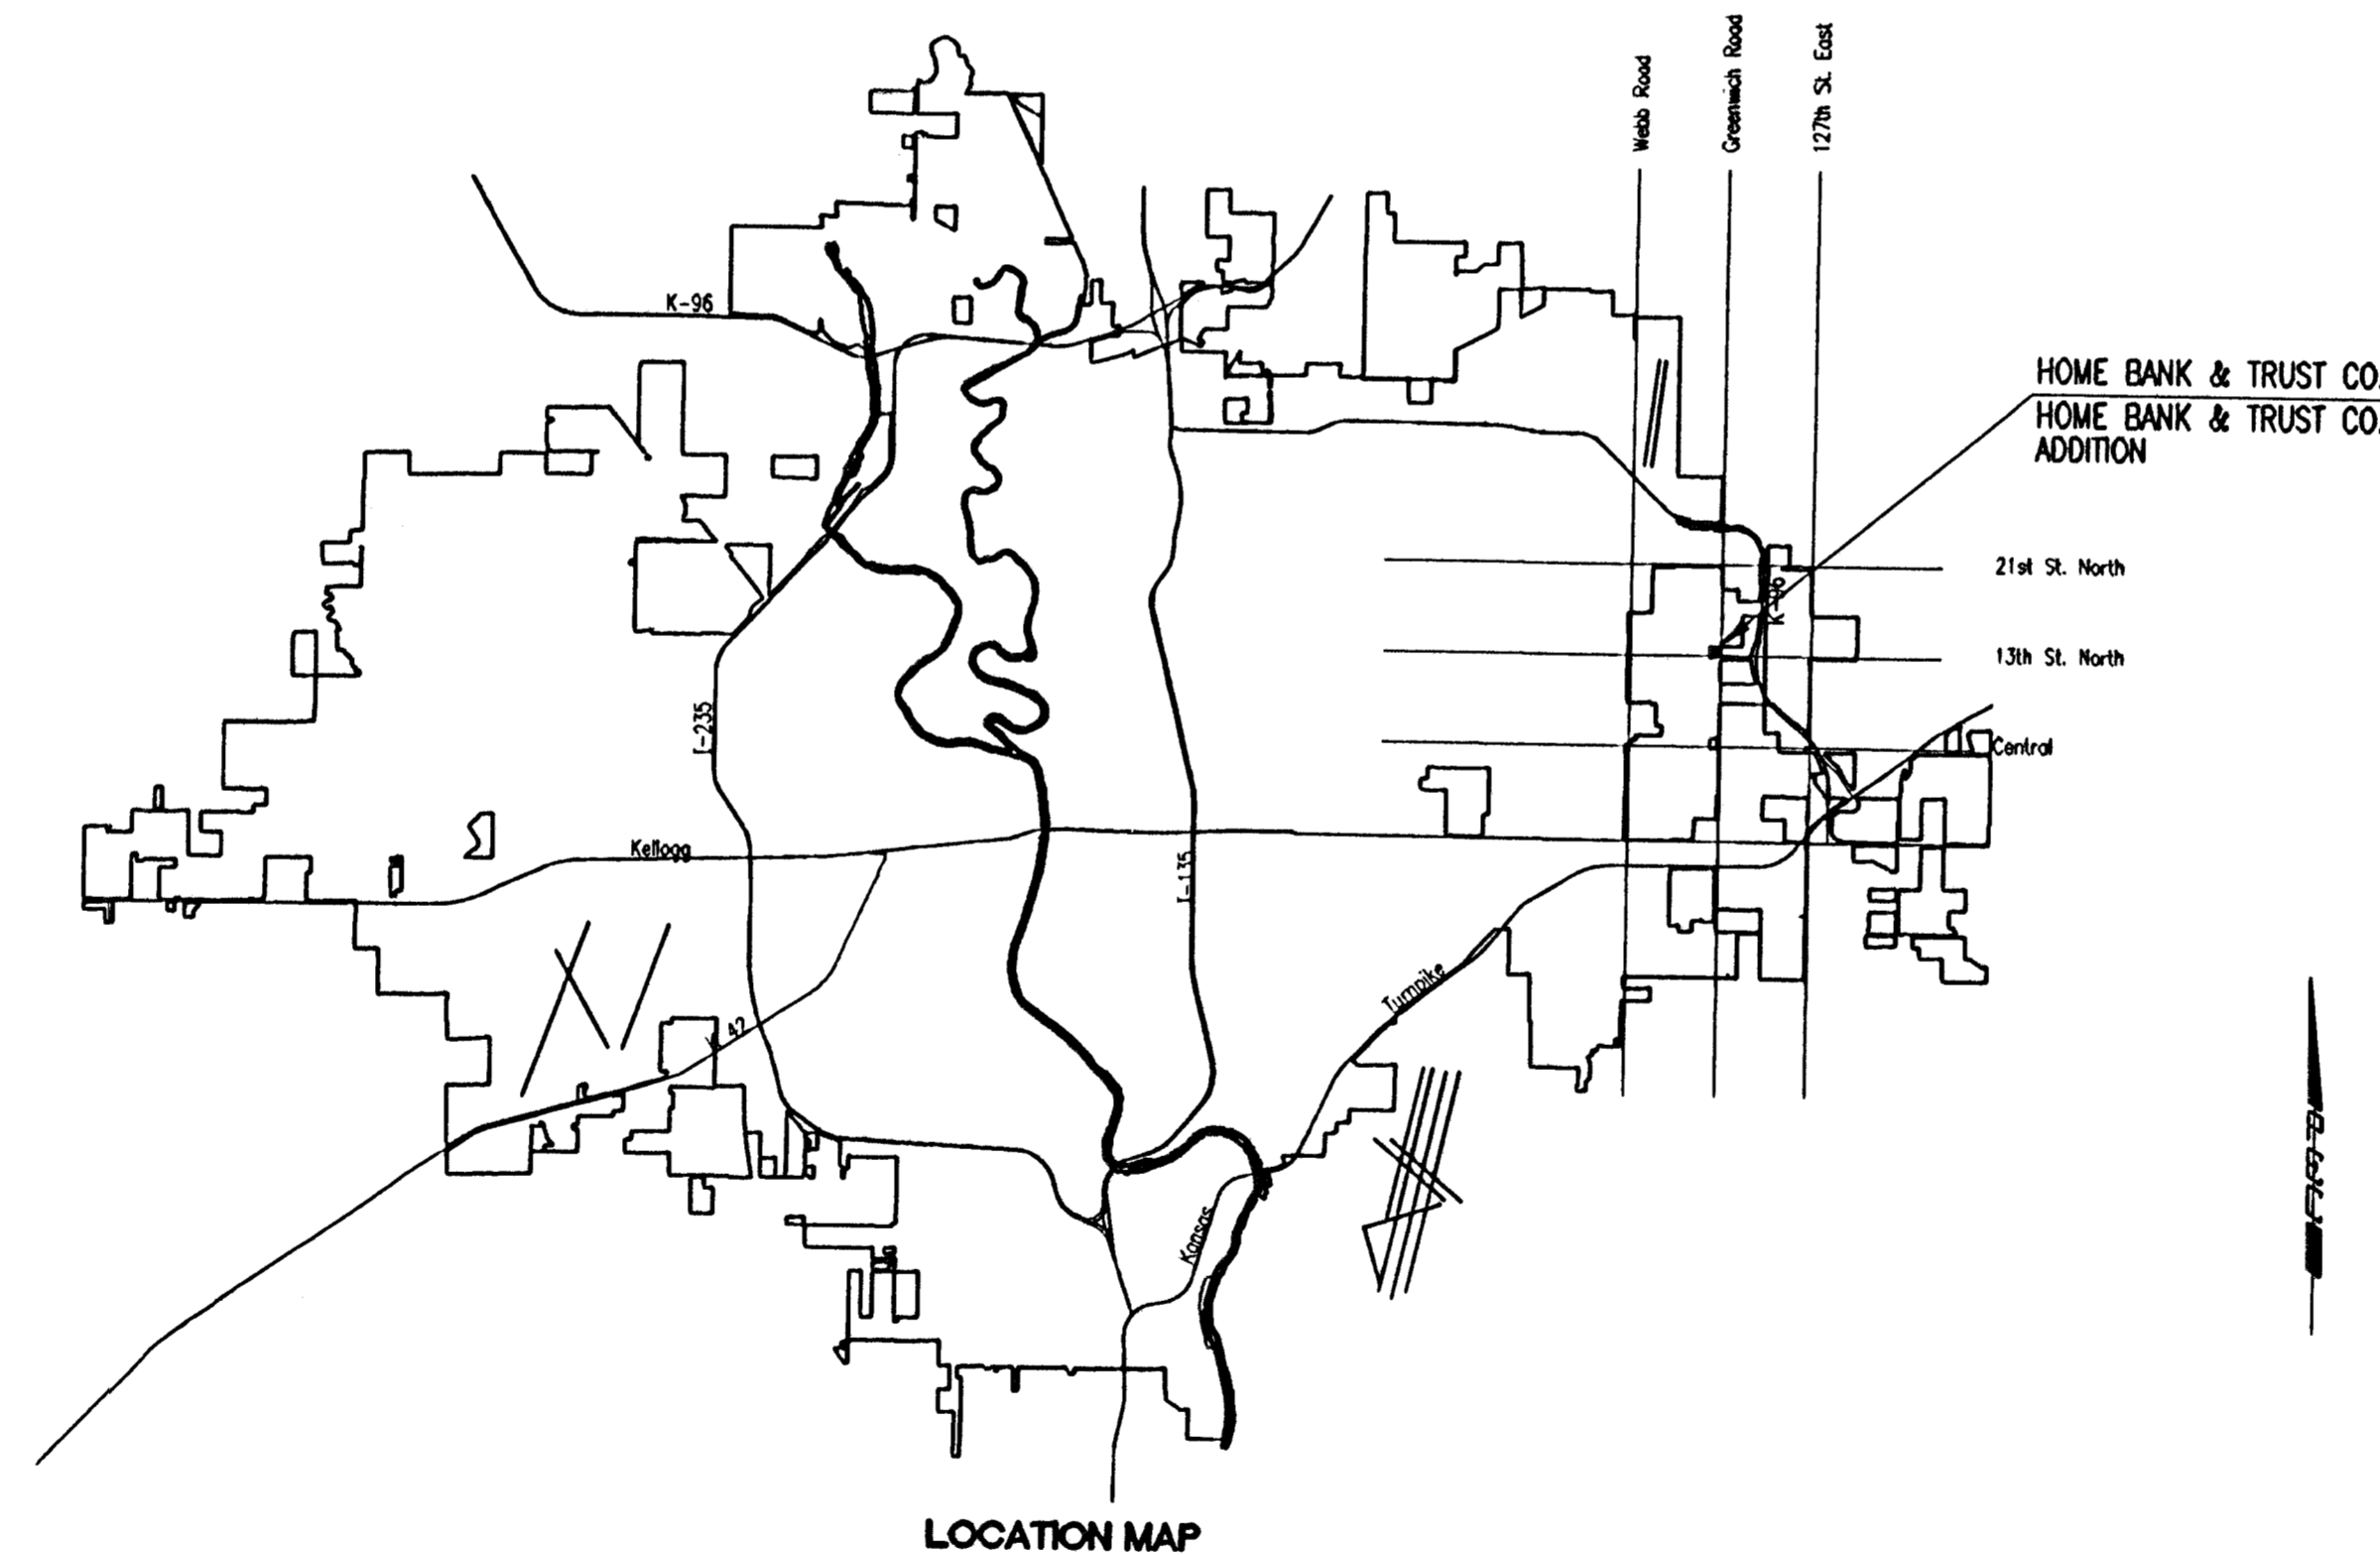 Webb Road
Greenwich Road
127th St. East
K-96
HOME BANK & TRUST CO.
HOME BANK & TRUST CO.
ADDITION
21st St. North
K-96
13th St. North
I-235
Central
Kellogg
I-135
Turnpike
42
Kansas
LOCATION MAP